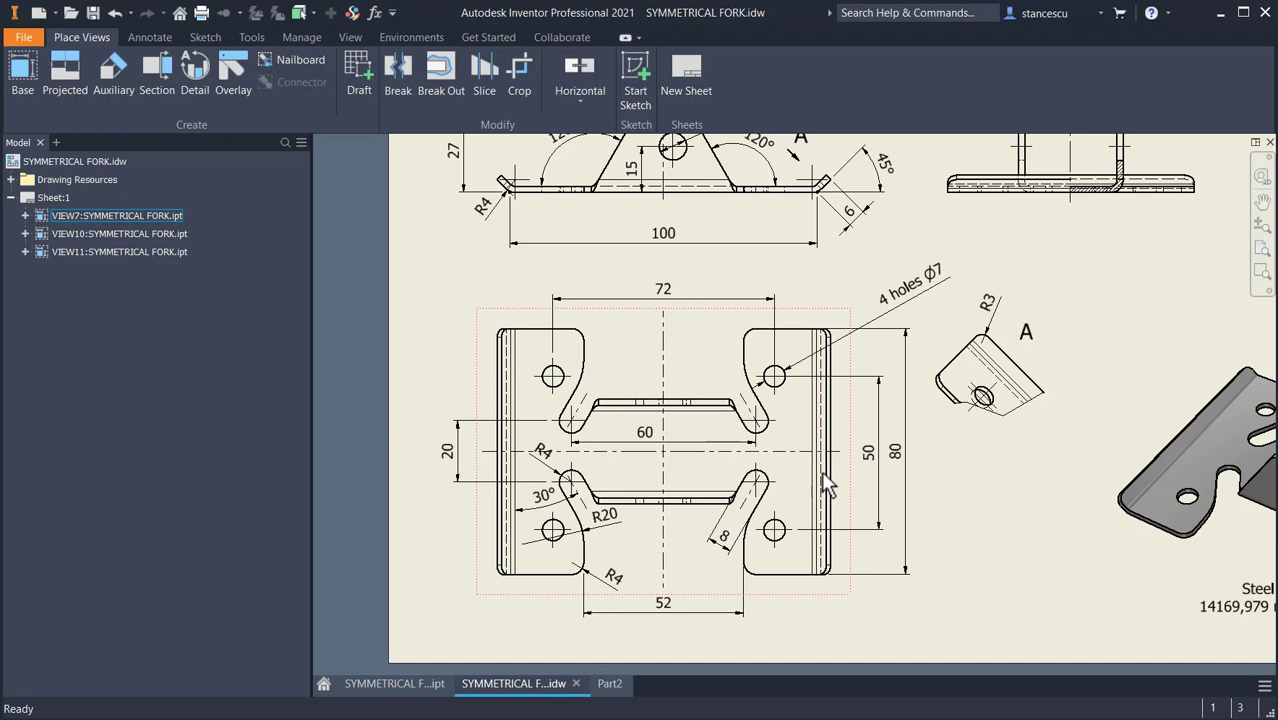 Autodesk Inventor Professional 2021 SYMMETRICAL FORK.idw
Search Help & Commands...
stancescu
File Place Views Annotate Sketch Tools Manage View Environments Get Started Collaborate
Base Projected Auxiliary Section Detail Overlay
Nailboard
Connector
Draft Break Break Out Slice Crop Horizontal
Start
Sketch
New Sheet
Create Modify Sketch Sheets
Model
SYMMETRICAL FORK.idw
Drawing Resources
Sheet:1
VIEW7:SYMMETRICAL FORK.ipt
VIEW10:SYMMETRICAL FORK.ipt
VIEW11:SYMMETRICAL FORK.ipt
120° A
27
15
45°
R4
6
100
4 holes Ø7
72
R3
A
60
20
R4
50
80
30°
R20
8
R4
52
Steel
14169,979
SYMMETRICAL F...ipt SYMMETRICAL F...idw Part2
Ready 1 3